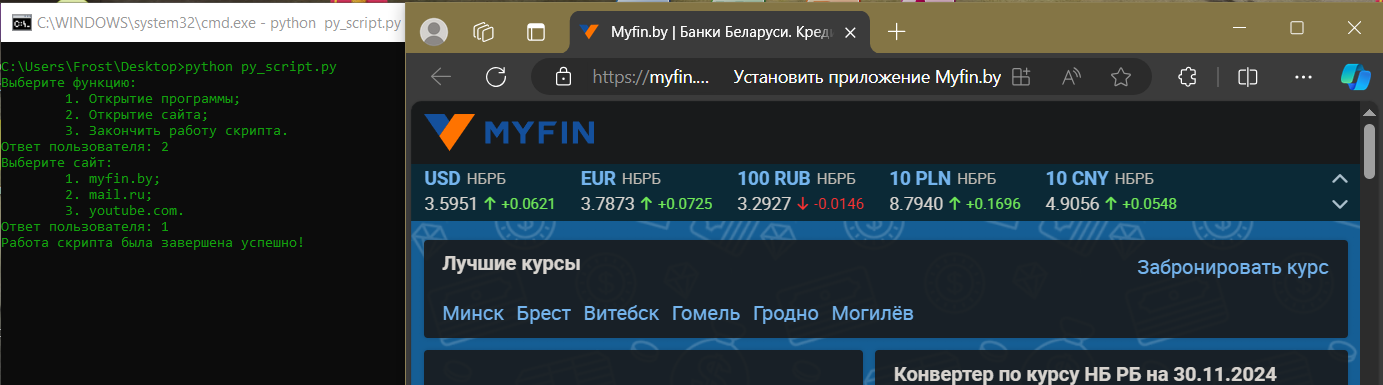 C:\WINDOWS\system32\cmd.exe - python  py_script.py
C:\Users\Frost\Desktop>python py_script.py
Выберите функцию:
1. Открытие программы;
2. Открытие сайта;
3. Закончить работу скрипта.
Ответ пользователя: 2
Выберите сайт:
1. myfin.by;
2. mail.ru;
3. youtube.com.
Ответ пользователя: 1
Работа скрипта была завершена успешно!
Myfin.by | Банки Беларуси. Креди
https://myfin.... Установить приложение Myfin.by
MYFIN
USD НБРБ EUR НБРБ 100 RUB НБРБ 10 PLN НБРБ 10 CNY НБРБ
3.5951 ↑ +0.0621 3.7873 ↑ +0.0725 3.2927 ↓ -0.0146 8.7940 ↑ +0.1696 4.9056 ↑ +0.0548
Лучшие курсы Забронировать курс
Минск Брест Витебск Гомель Гродно Могилёв
Конвертер по курсу НБ РБ на 30.11.2024